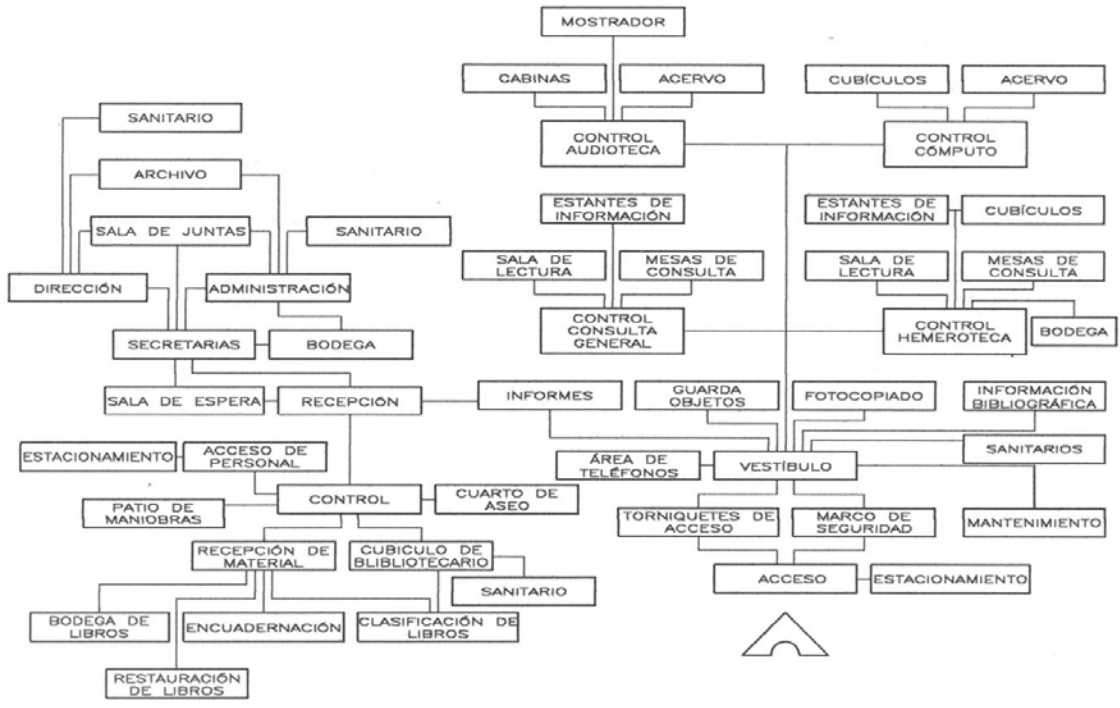 MOSTRADOR
CABINAS
ACERVO
CUBÍCULOS
ACERVO
SANITARIO
CONTROL
AUDIOTECA
CONTROL
CÓMPUTO
ARCHIVO
ESTANTES DE
INFORMACIÓN
ESTANTES DE
INFORMACIÓN
CUBÍCULOS
SALA DE JUNTAS
SANITARIO
SALA DE
LECTURA
MESAS DE
CONSULTA
SALA DE
LECTURA
MESAS DE
CONSULTA
DIRECCIÓN
ADMINISTRACIÓN
CONTROL
CONSULTA
GENERAL
CONTROL
HEMEROTECA
BODEGA
SECRETARIAS
BODEGA
SALA DE ESPERA
RECEPCIÓN
INFORMES
GUARDA
OBJETOS
FOTOCOPIADO
INFORMACIÓN
BIBLIOGRÁFICA
SANITARIOS
ESTACIONAMIENTO
ACCESO DE
PERSONAL
ÁREA DE
TELÉFONOS
VESTÍBULO
PATIO DE
MANIOBRAS
CONTROL
CUARTO DE
ASEO
TORNIQUETES DE
ACCESO
MARCO DE
SEGURIDAD
MANTENIMIENTO
RECEPCIÓN DE
MATERIAL
CUBICULO DE
BLIBLIOTECARIO
SANITARIO
ACCESO
ESTACIONAMIENTO
BODEGA DE
LIBROS
ENCUADERNACIÓN
CLASIFICACIÓN DE
LIBROS
RESTAURACIÓN
DE LIBROS